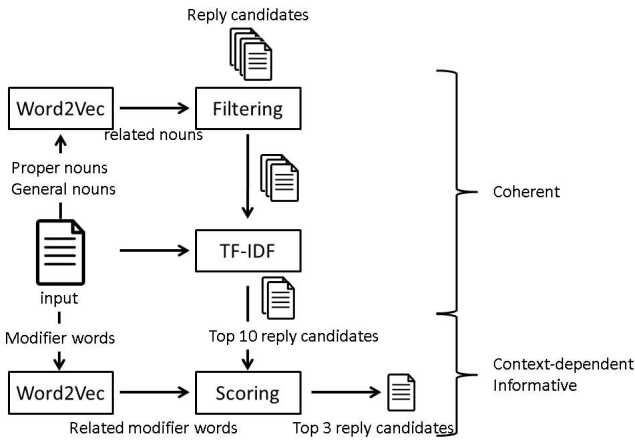 Reply candidates
Word2Vec
Filtering
related nouns
Proper nouns
General nouns
Coherent
TF-IDF
input
Modifier words
Top 10 reply candidates
Context-dependent
Informative
Word2Vec
Scoring
Related modifier words
Top 3 reply candidates